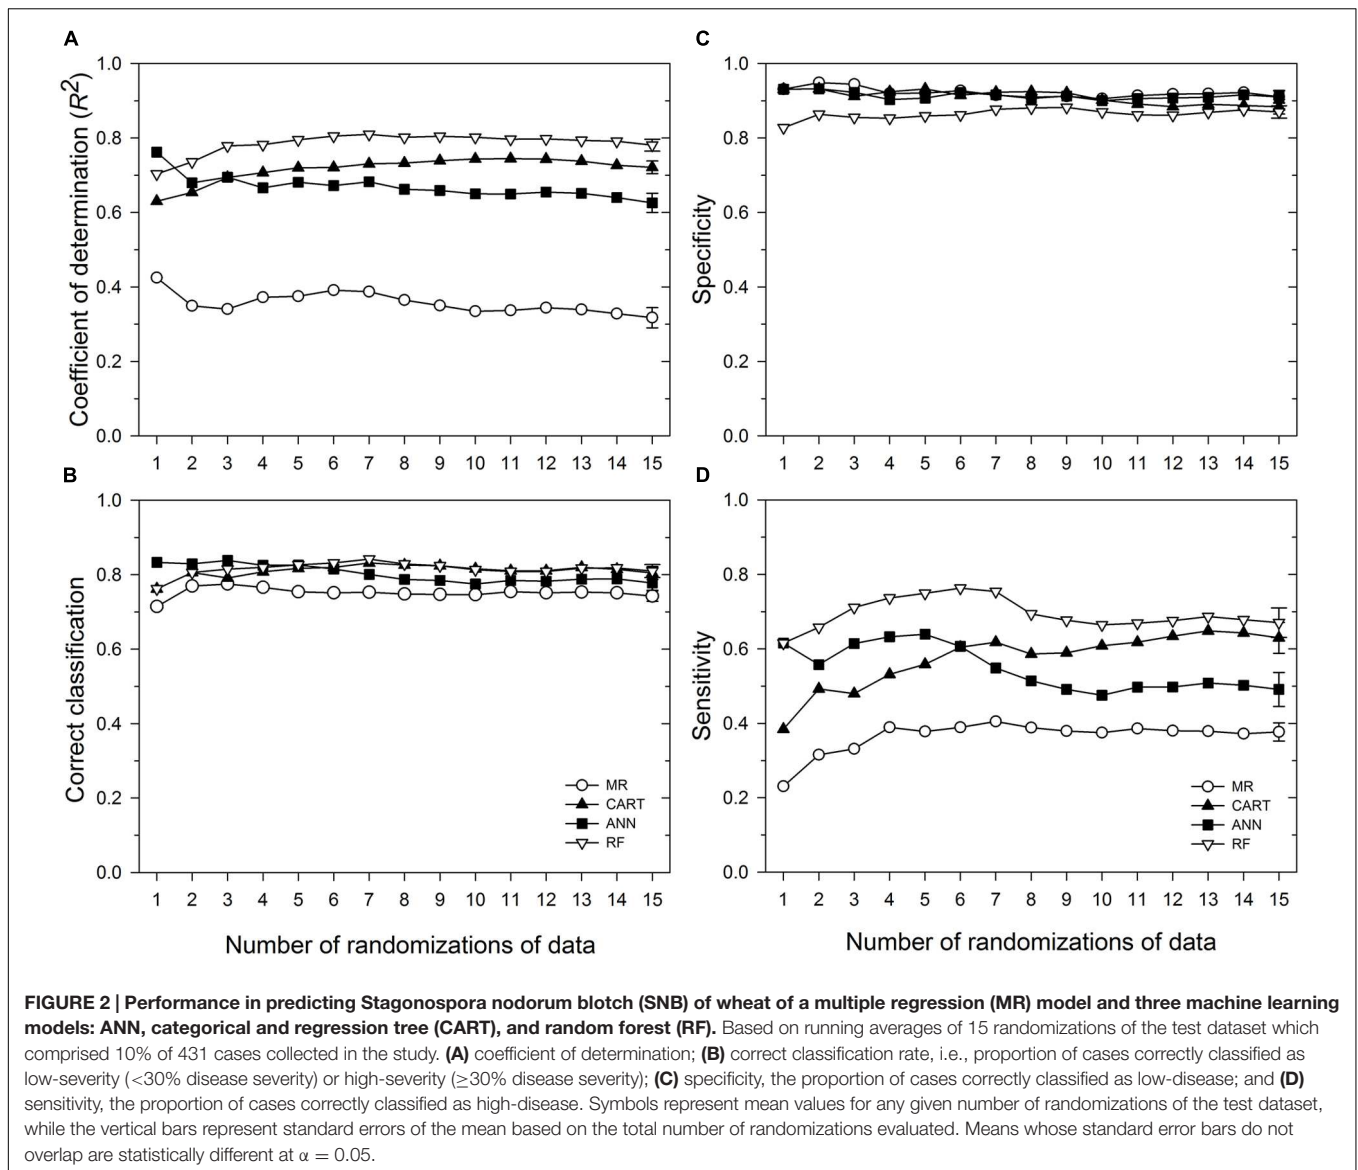 A
Coefficient of determination (R²)
1.0
0.8
0.6
0.4
0.2
0.0
1 2 3 4 5 6 7 8 9 10 11 12 13 14 15
C
Specificity
1.0
0.8
0.6
0.4
0.2
0.0
1 2 3 4 5 6 7 8 9 10 11 12 13 14 15
B
Correct classification
1.0
0.8
0.6
0.4
0.2
0.0
MR
CART
ANN
RF
1 2 3 4 5 6 7 8 9 10 11 12 13 14 15
Number of randomizations of data
D
Sensitivity
1.0
0.8
0.6
0.4
0.2
0.0
MR
CART
ANN
RF
1 2 3 4 5 6 7 8 9 10 11 12 13 14 15
Number of randomizations of data
FIGURE 2 | Performance in predicting Stagonospora nodorum blotch (SNB) of wheat of a multiple regression (MR) model and three machine learning
models: ANN, categorical and regression tree (CART), and random forest (RF). Based on running averages of 15 randomizations of the test dataset which
comprised 10% of 431 cases collected in the study. (A) coefficient of determination; (B) correct classification rate, i.e., proportion of cases correctly classified as
low-severity (<30% disease severity) or high-severity (≥30% disease severity); (C) specificity, the proportion of cases correctly classified as low-disease; and (D)
sensitivity, the proportion of cases correctly classified as high-disease. Symbols represent mean values for any given number of randomizations of the test dataset,
while the vertical bars represent standard errors of the mean based on the total number of randomizations evaluated. Means whose standard error bars do not
overlap are statistically different at α = 0.05.